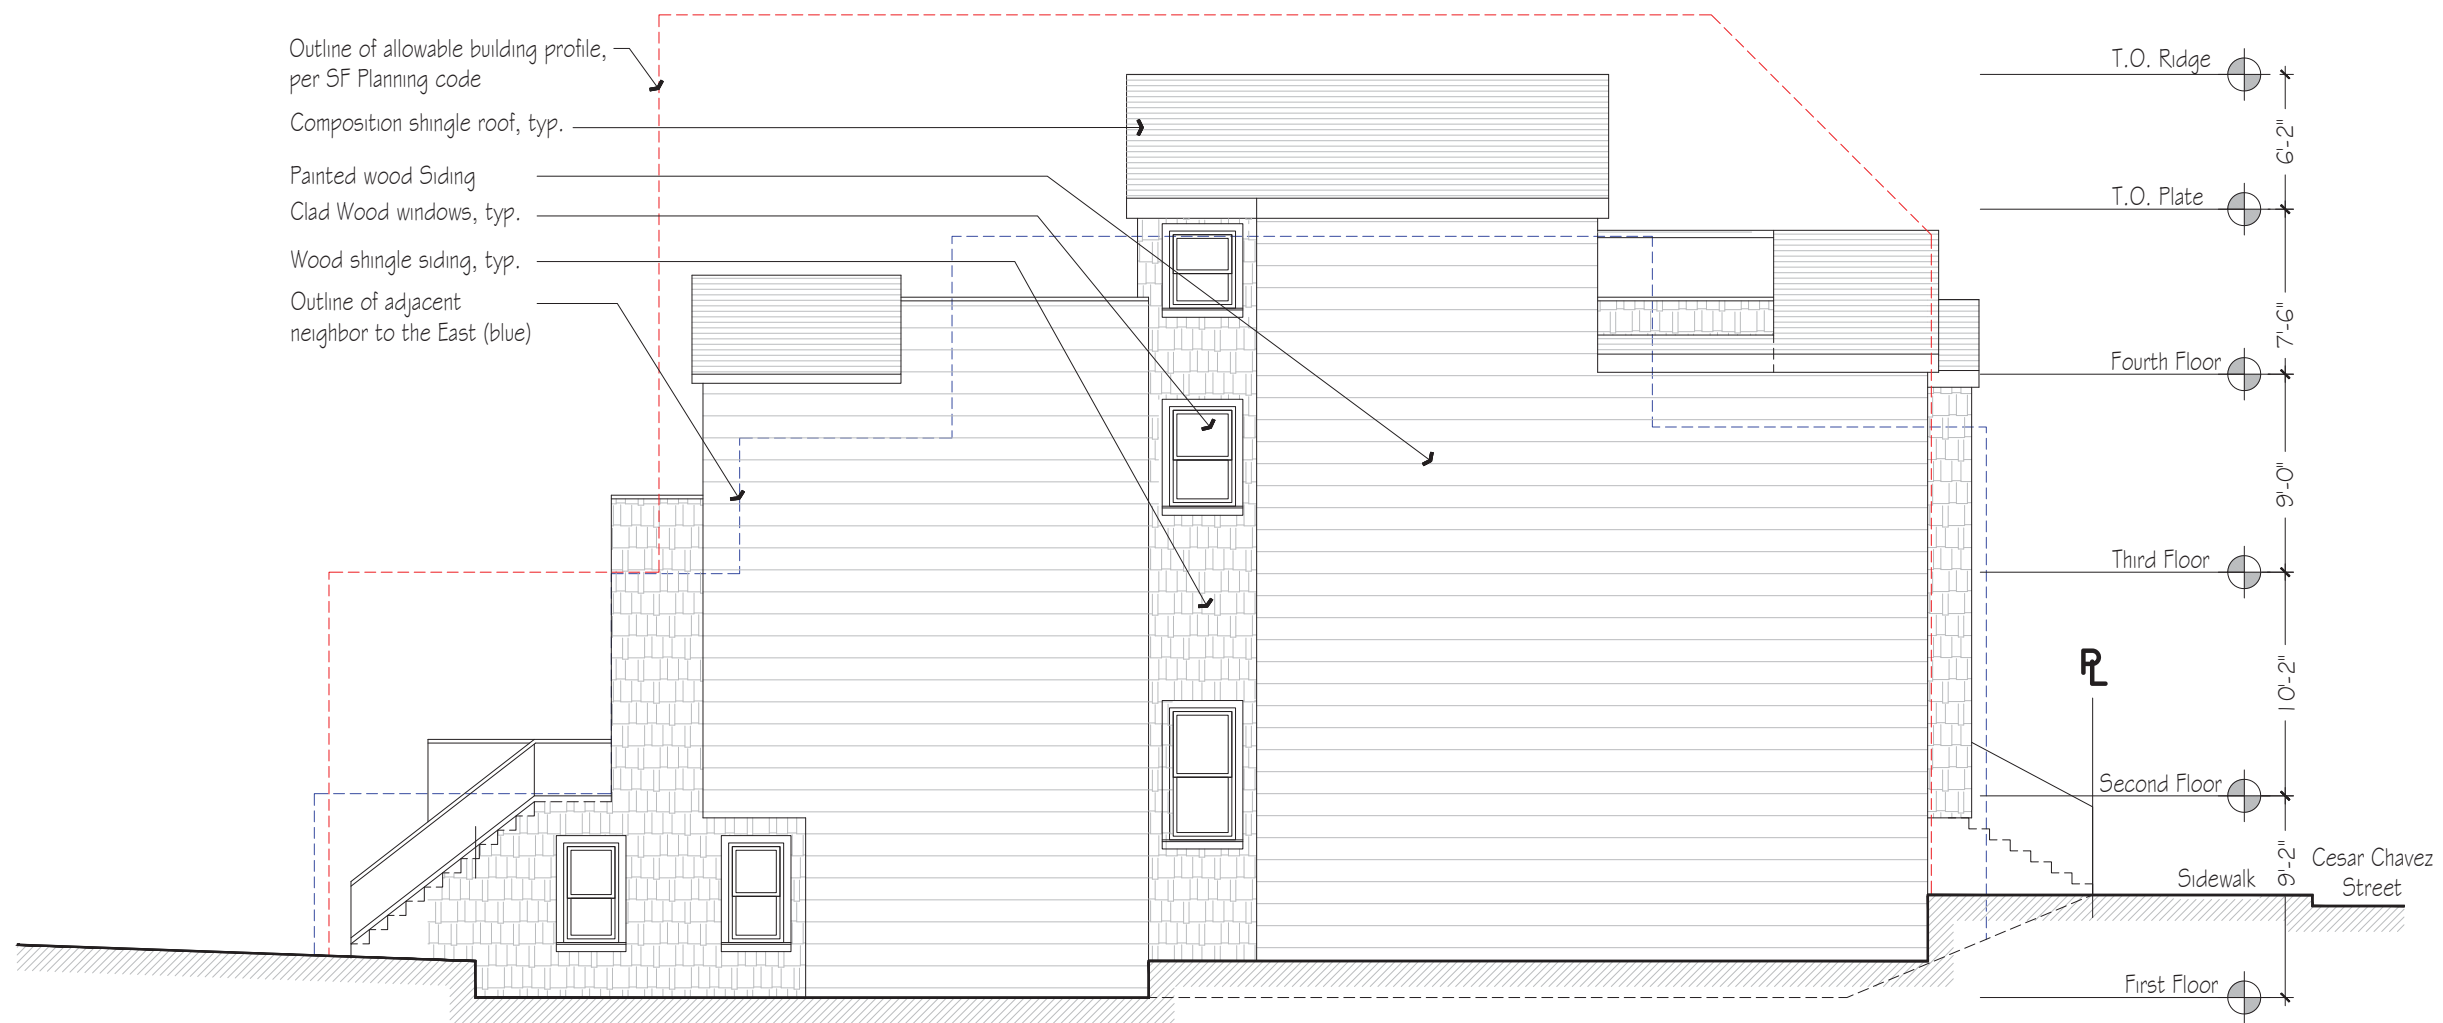 Outline of allowable building profile,
per SF Planning code
Composition shingle roof, typ.
Painted wood Siding
Clad Wood windows, typ.
Wood shingle siding, typ.
Outline of adjacent
neighbor to the East (blue)
T.O. Ridge
6'-2"
T.O. Plate
7'-6"
Fourth Floor
9'-0"
Third Floor
10'-2"
PL
Second Floor
9'-2"
Cesar Chavez
Street
Sidewalk
First Floor